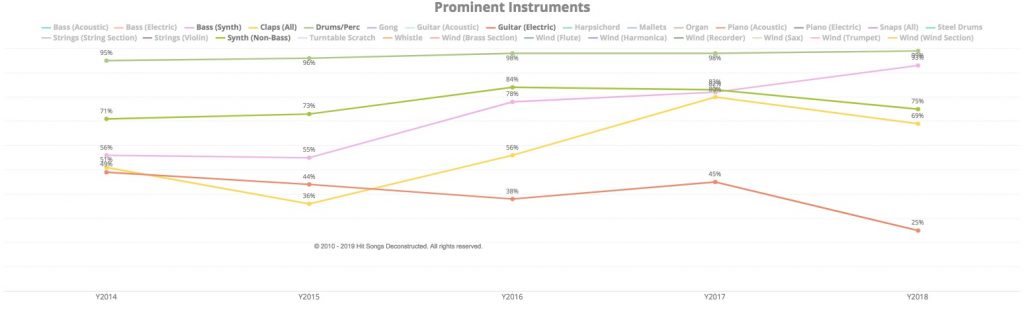 Prominent Instruments
Bass (Acoustic) Bass (Electric) Bass (Synth) Claps (All) Drums/Perc Gong Guitar (Acoustic) Guitar (Electric) Harpsichord Mallets Organ Piano (Acoustic) Piano (Electric) Snaps (All) Steel Drums
Strings (String Section) Strings (Violin) Synth (Non-Bass) Turntable Scratch Whistle Wind (Brass Section) Wind (Flute) Wind (Harmonica) Wind (Recorder) Wind (Sax) Wind (Trumpet) Wind (Wind Section)
95% 96% 98% 98%
93%
84%
78%
71% 73% 75%
69%
56% 55% 56%
51%
44% 45%
36% 38%
25%
© 2010 - 2019 Hit Songs Deconstructed. All rights reserved.
Y2014 Y2015 Y2016 Y2017 Y2018